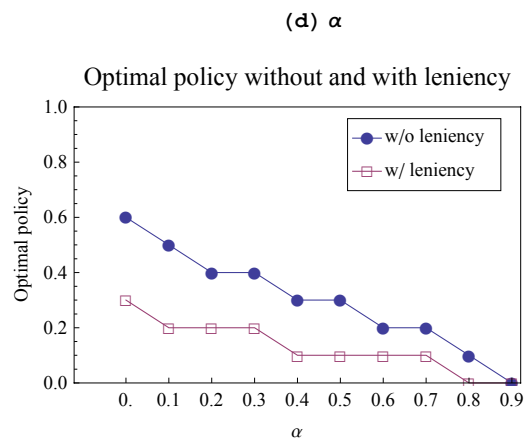 (d) α
Optimal policy without and with leniency
1.0
w/o leniency
0.8
w/ leniency
0.6
Optimal policy
0.4
0.2
0.0
0. 0.1 0.2 0.3 0.4 0.5 0.6 0.7 0.8 0.9
α